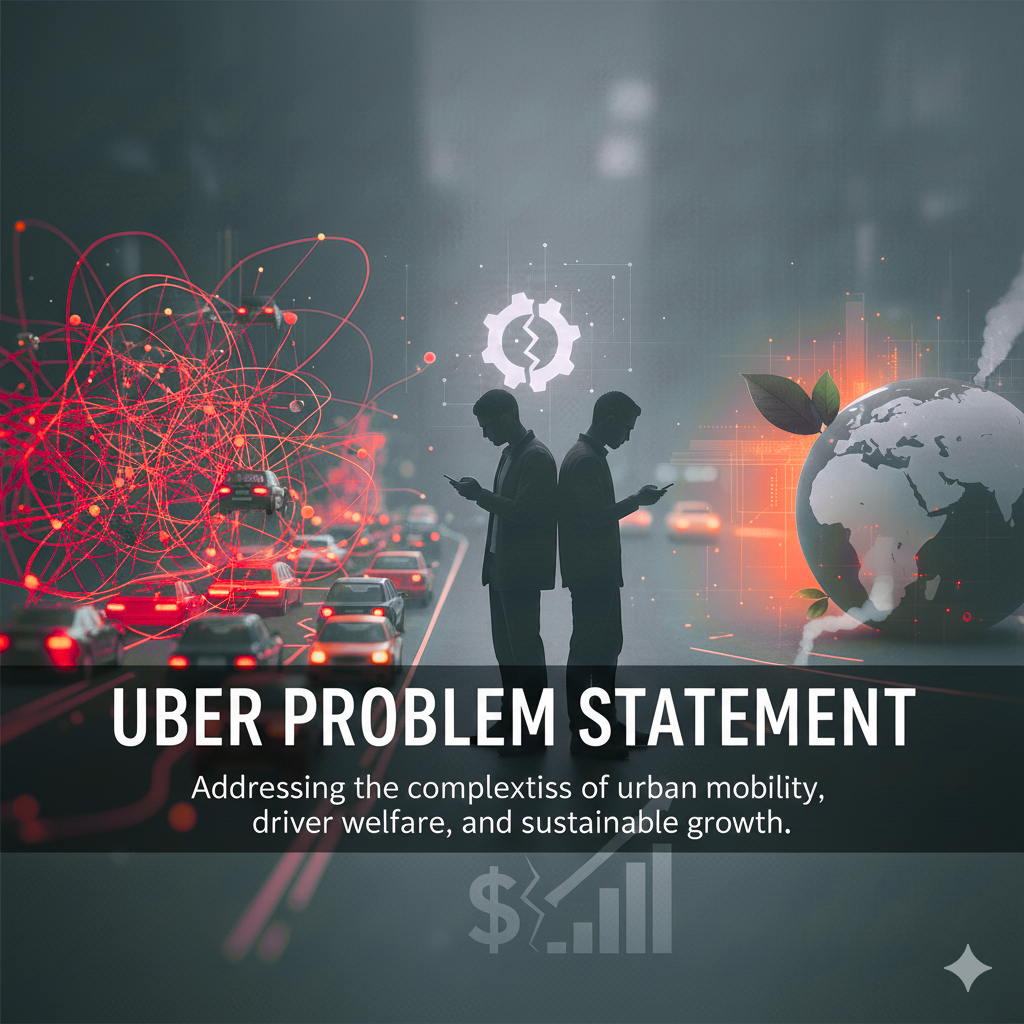 UBER PROBLEM STATEMENT
Addressing the complextiss of urban mobility,
driver welfare, and sustainable growth.
$